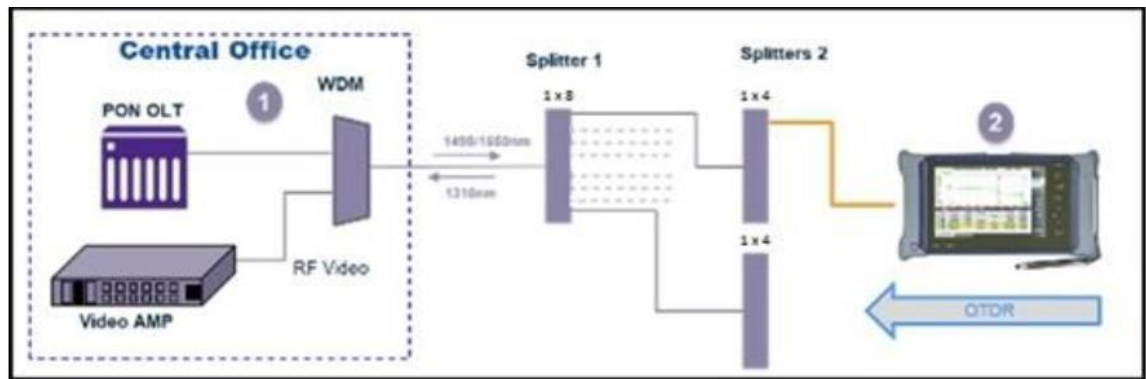 Central Office
WDM
PON OLT
1
Video AMP
RF Video
1490/1550nm
1310nm
Splitter 1
1 x 8
Splitters 2
1 x 4
1 x 4
2
OTDR